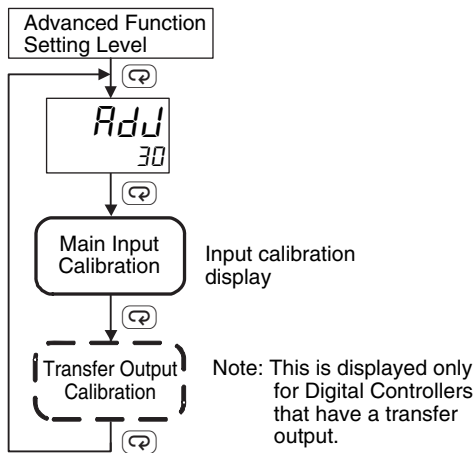 Advanced Function
Setting Level
AdJ
30
Main Input
Calibration
Input calibration
display
Transfer Output
Calibration
Note: This is displayed only
for Digital Controllers
that have a transfer
output.